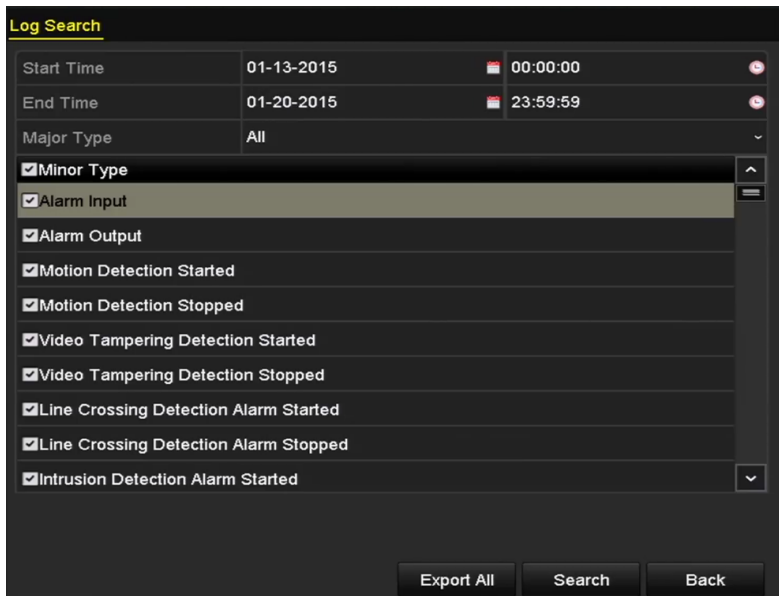 Log Search
Start Time 01-13-2015 00:00:00
End Time 01-20-2015 23:59:59
Major Type All
Minor Type
Alarm Input
Alarm Output
Motion Detection Started
Motion Detection Stopped
Video Tampering Detection Started
Video Tampering Detection Stopped
Line Crossing Detection Alarm Started
Line Crossing Detection Alarm Stopped
Intrusion Detection Alarm Started
Export All Search Back